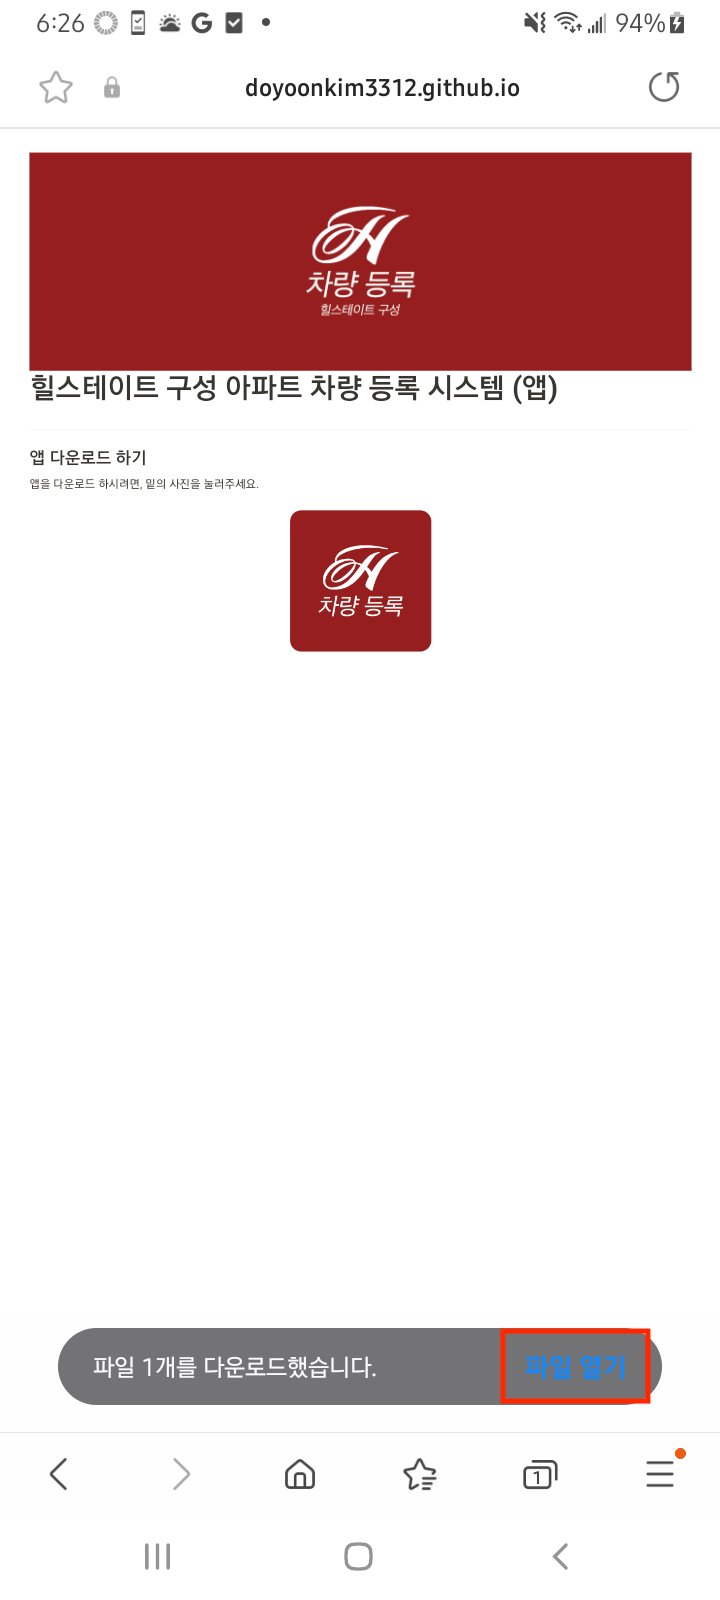 6:26 G 94%
doyoonkim3312.github.io
H
차량 등록
힐스테이트 구성
힐스테이트 구성 아파트 차량 등록 시스템 (앱)
앱 다운로드 하기
앱을 다운로드 하시려면, 밑의 사진을 눌러주세요.
H
차량 등록
파일 1개를 다운로드했습니다. 파일 열기
1